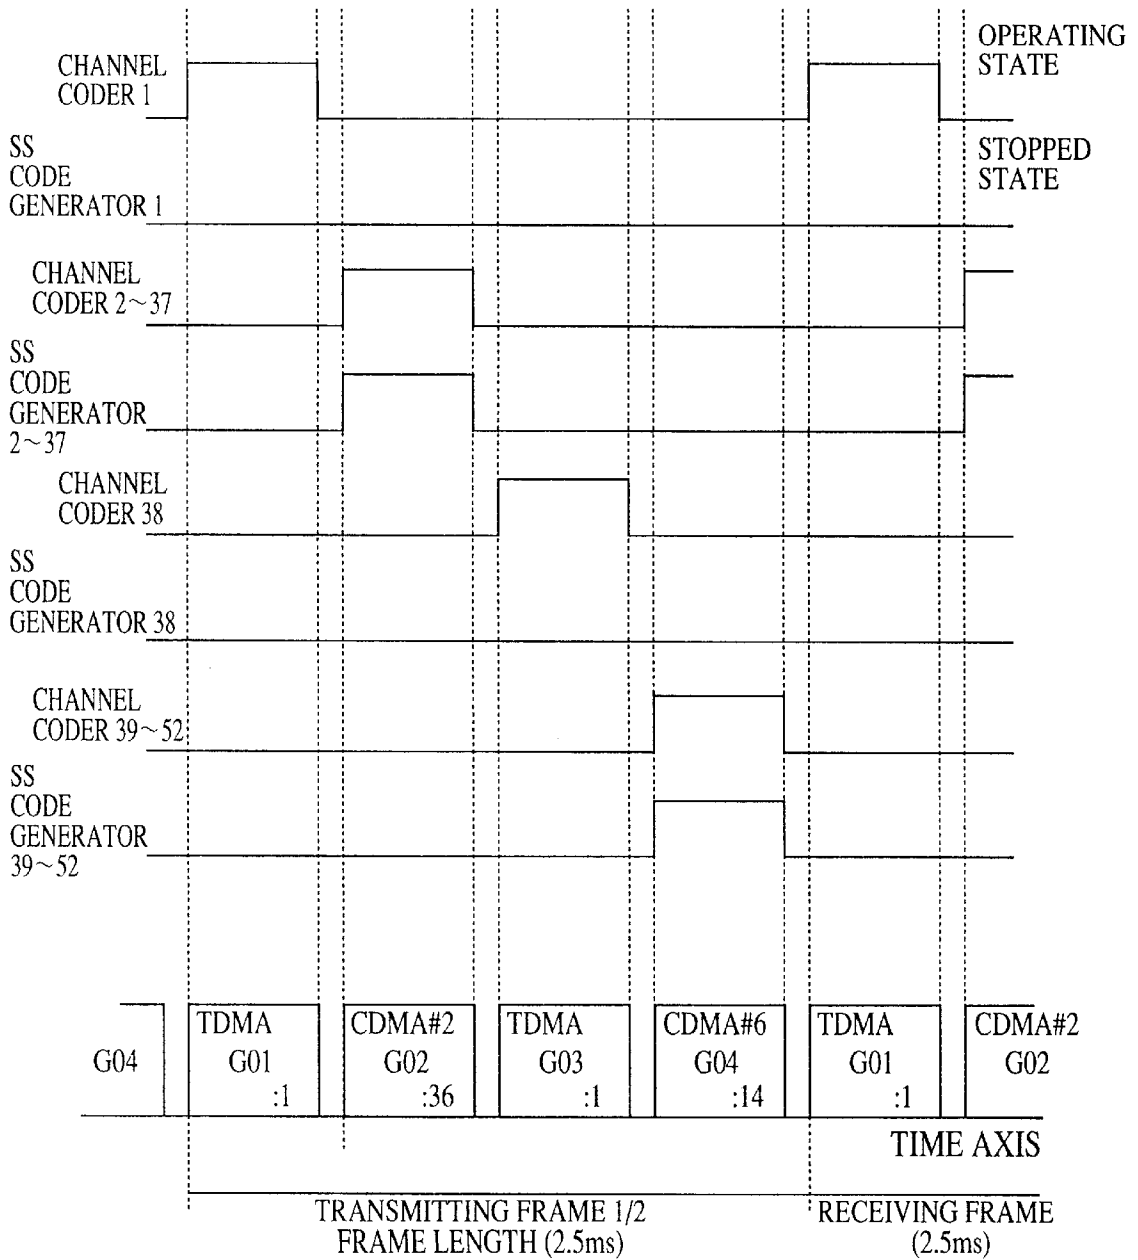 OPERATING
STATE
CHANNEL
CODER 1
SS
CODE
GENERATOR 1
STOPPED
STATE
CHANNEL
CODER 2～37
SS
CODE
GENERATOR
2～37
CHANNEL
CODER 38
SS
CODE
GENERATOR 38
CHANNEL
CODER 39～52
SS
CODE
GENERATOR
39～52
G04
TDMA
G01
:1
CDMA#2
G02
:36
TDMA
G03
:1
CDMA#6
G04
:14
TDMA
G01
:1
CDMA#2
G02
TIME AXIS
TRANSMITTING FRAME 1/2
FRAME LENGTH (2.5ms)
RECEIVING FRAME
(2.5ms)